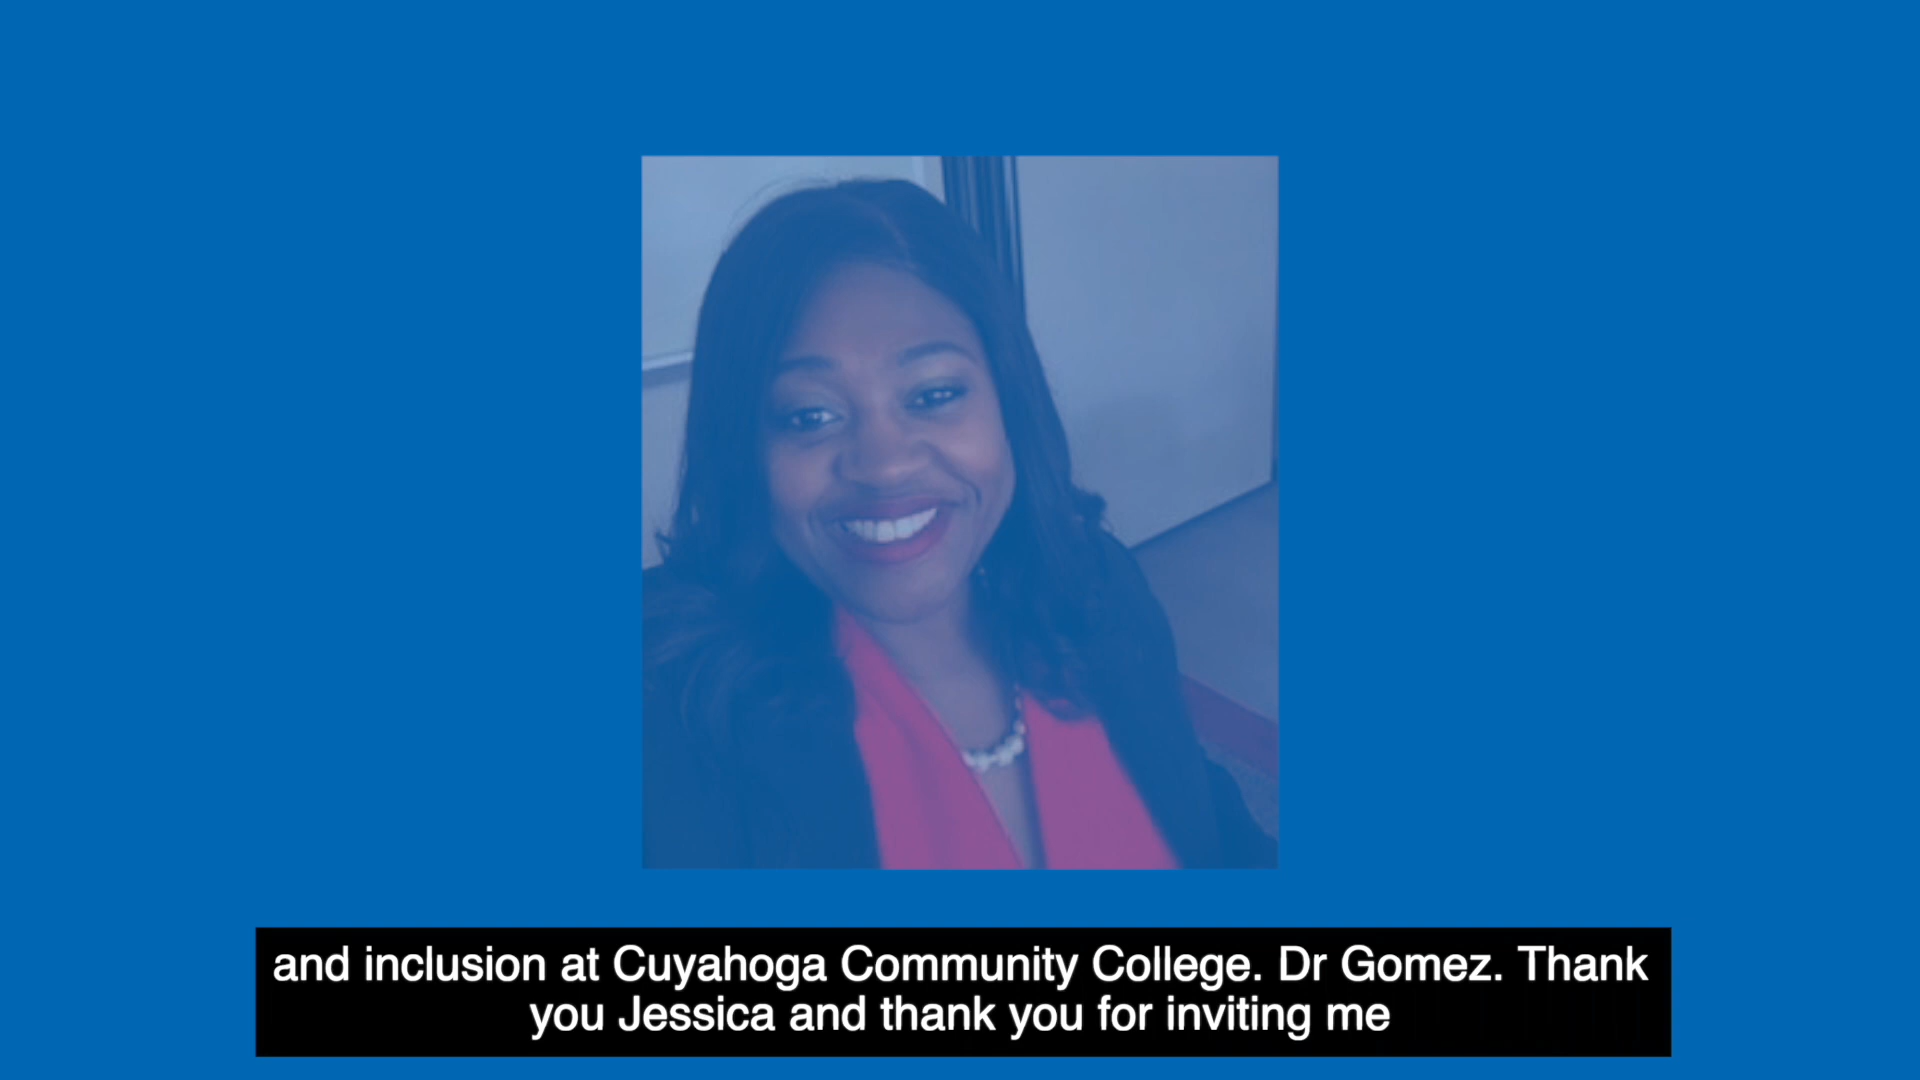 and inclusion at Cuyahoga Community College. Dr Gomez. Thank
you Jessica and thank you for inviting me